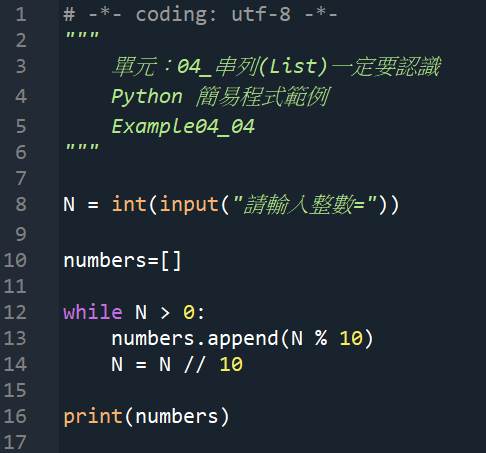 1 # -*- coding: utf-8 -*-
2 """
3     單元：04_串列(List)一定要認識
4     Python 簡易程式範例
5     Example04_04
6 """
7
8 N = int(input("請輸入整數="))
9
10 numbers=[]
11
12 while N > 0:
13     numbers.append(N % 10)
14     N = N // 10
15
16 print(numbers)
17